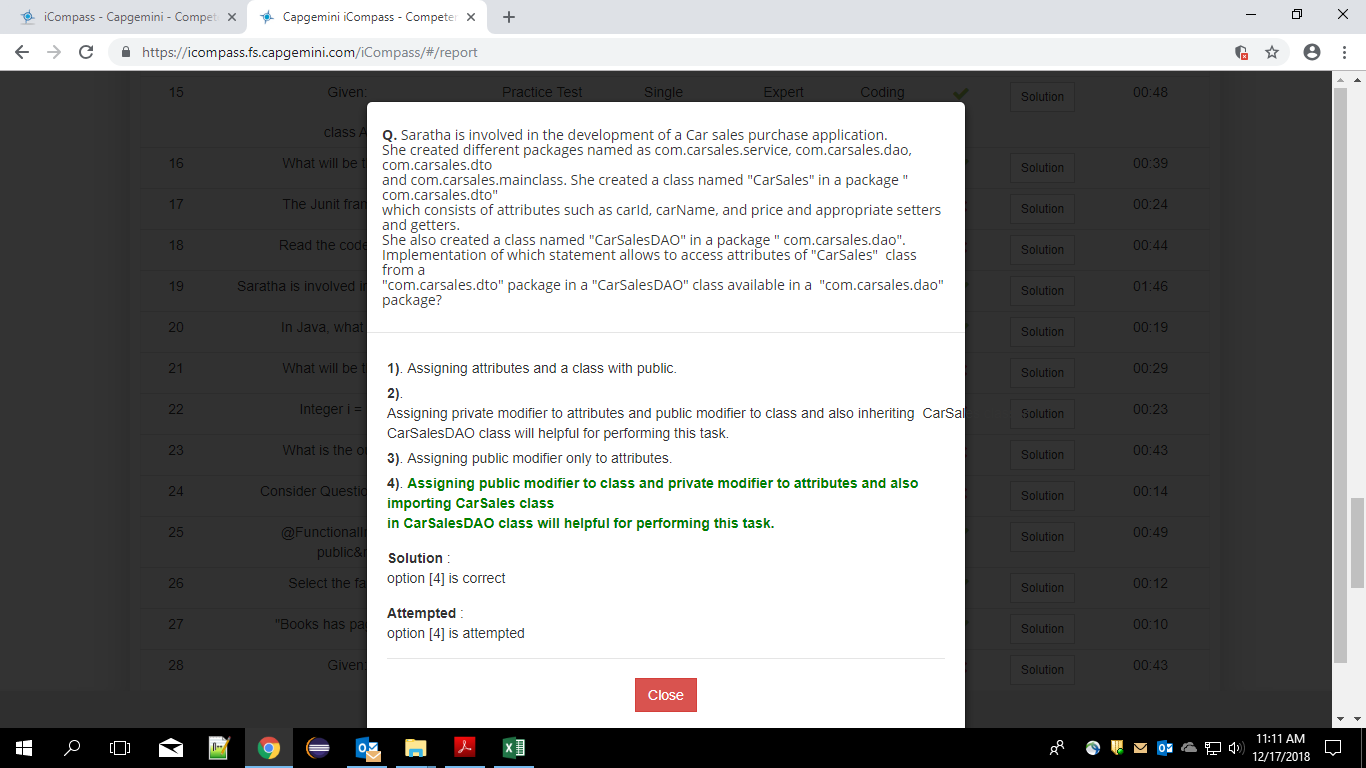 iCompass - Capgemini - Compet
Capgemini iCompass - Competen
https://icompass.fs.capgemini.com/iCompass/#/report
15 Given: Practice Test Single Expert Coding Solution 00:48
class A
Q. Saratha is involved in the development of a Car sales purchase application.
She created different packages named as com.carsales.service, com.carsales.dao,
com.carsales.dto
and com.carsales.mainclass. She created a class named "CarSales" in a package "
com.carsales.dto"
which consists of attributes such as carId, carName, and price and appropriate setters
and getters.
She also created a class named "CarSalesDAO" in a package " com.carsales.dao".
Implementation of which statement allows to access attributes of "CarSales"  class
from a
"com.carsales.dto" package in a "CarSalesDAO" class available in a  "com.carsales.dao"
package?
1). Assigning attributes and a class with public.
2).
Assigning private modifier to attributes and public modifier to class and also inheriting  CarSal
CarSalesDAO class will helpful for performing this task.
3). Assigning public modifier only to attributes.
4). Assigning public modifier to class and private modifier to attributes and also
importing CarSales class
in CarSalesDAO class will helpful for performing this task.
Solution :
option [4] is correct
Attempted :
option [4] is attempted
Close
16 What will be t Solution 00:39
17 The Junit fran Solution 00:24
18 Read the code Solution 00:44
19 Saratha is involved in Solution 01:46
20 In Java, what Solution 00:19
21 What will be t Solution 00:29
22 Integer i = Solution 00:23
23 What is the ou Solution 00:43
24 Consider Questio Solution 00:14
25 @FunctionalIn Solution 00:49
public&n
26 Select the fa Solution 00:12
27 "Books has pa Solution 00:10
28 Given: Solution 00:43
11:11 AM
12/17/2018